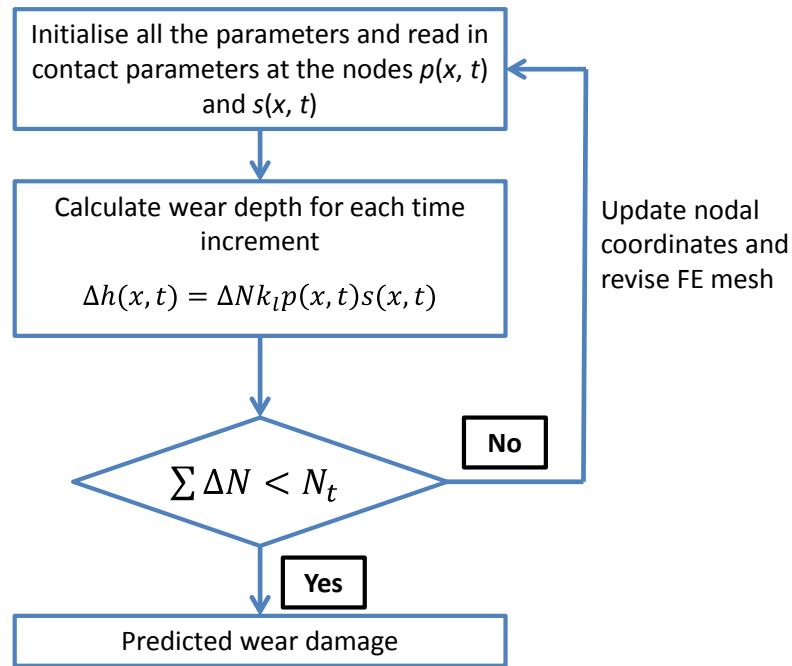 Initialise all the parameters and read in
contact parameters at the nodes p(x, t)
and s(x, t)
Calculate wear depth for each time
increment
Δh(x, t) = ΔNk_l p(x, t)s(x, t)
Update nodal
coordinates and
revise FE mesh
∑ ΔN < N_t
No
Yes
Predicted wear damage